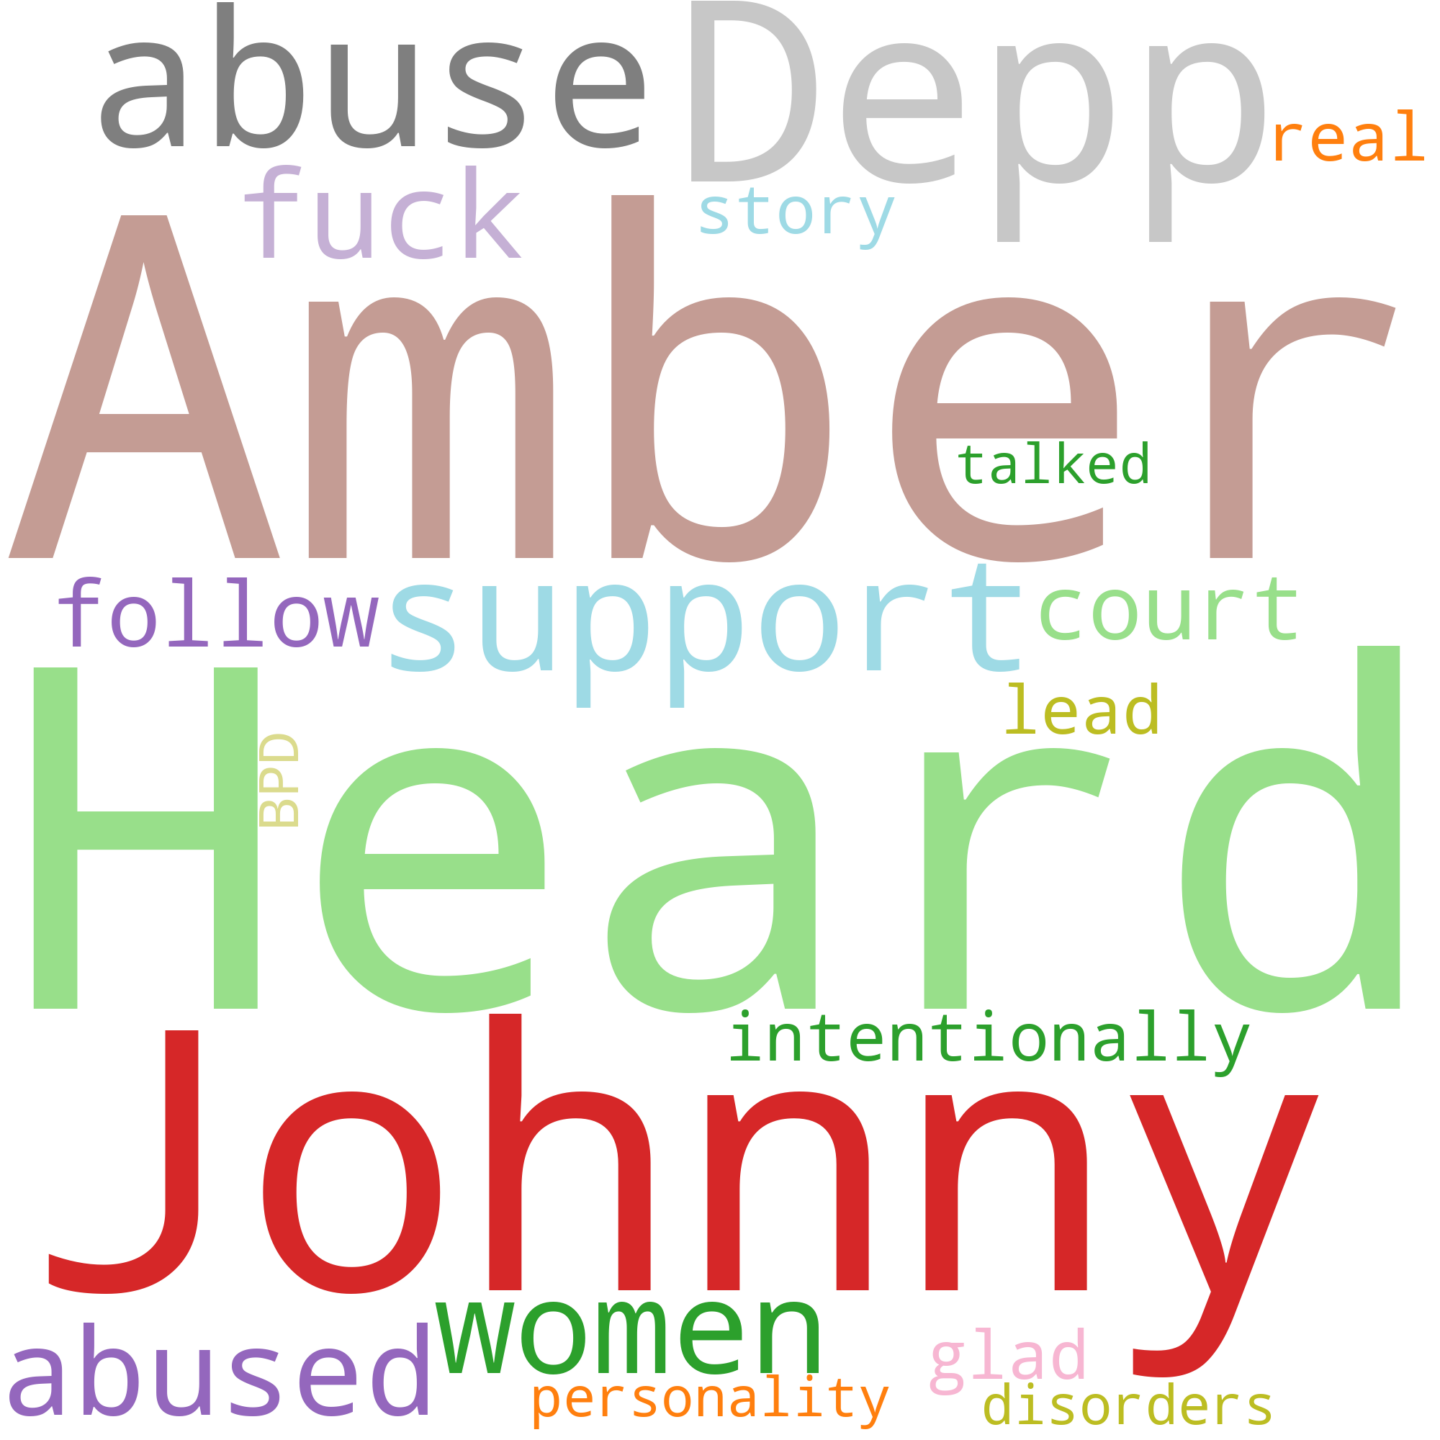 abuse Depp real
fuck story
Amber
talked
follow support court
lead
BPD
Heard
intentionally
Johnny
abused women glad
personality disorders